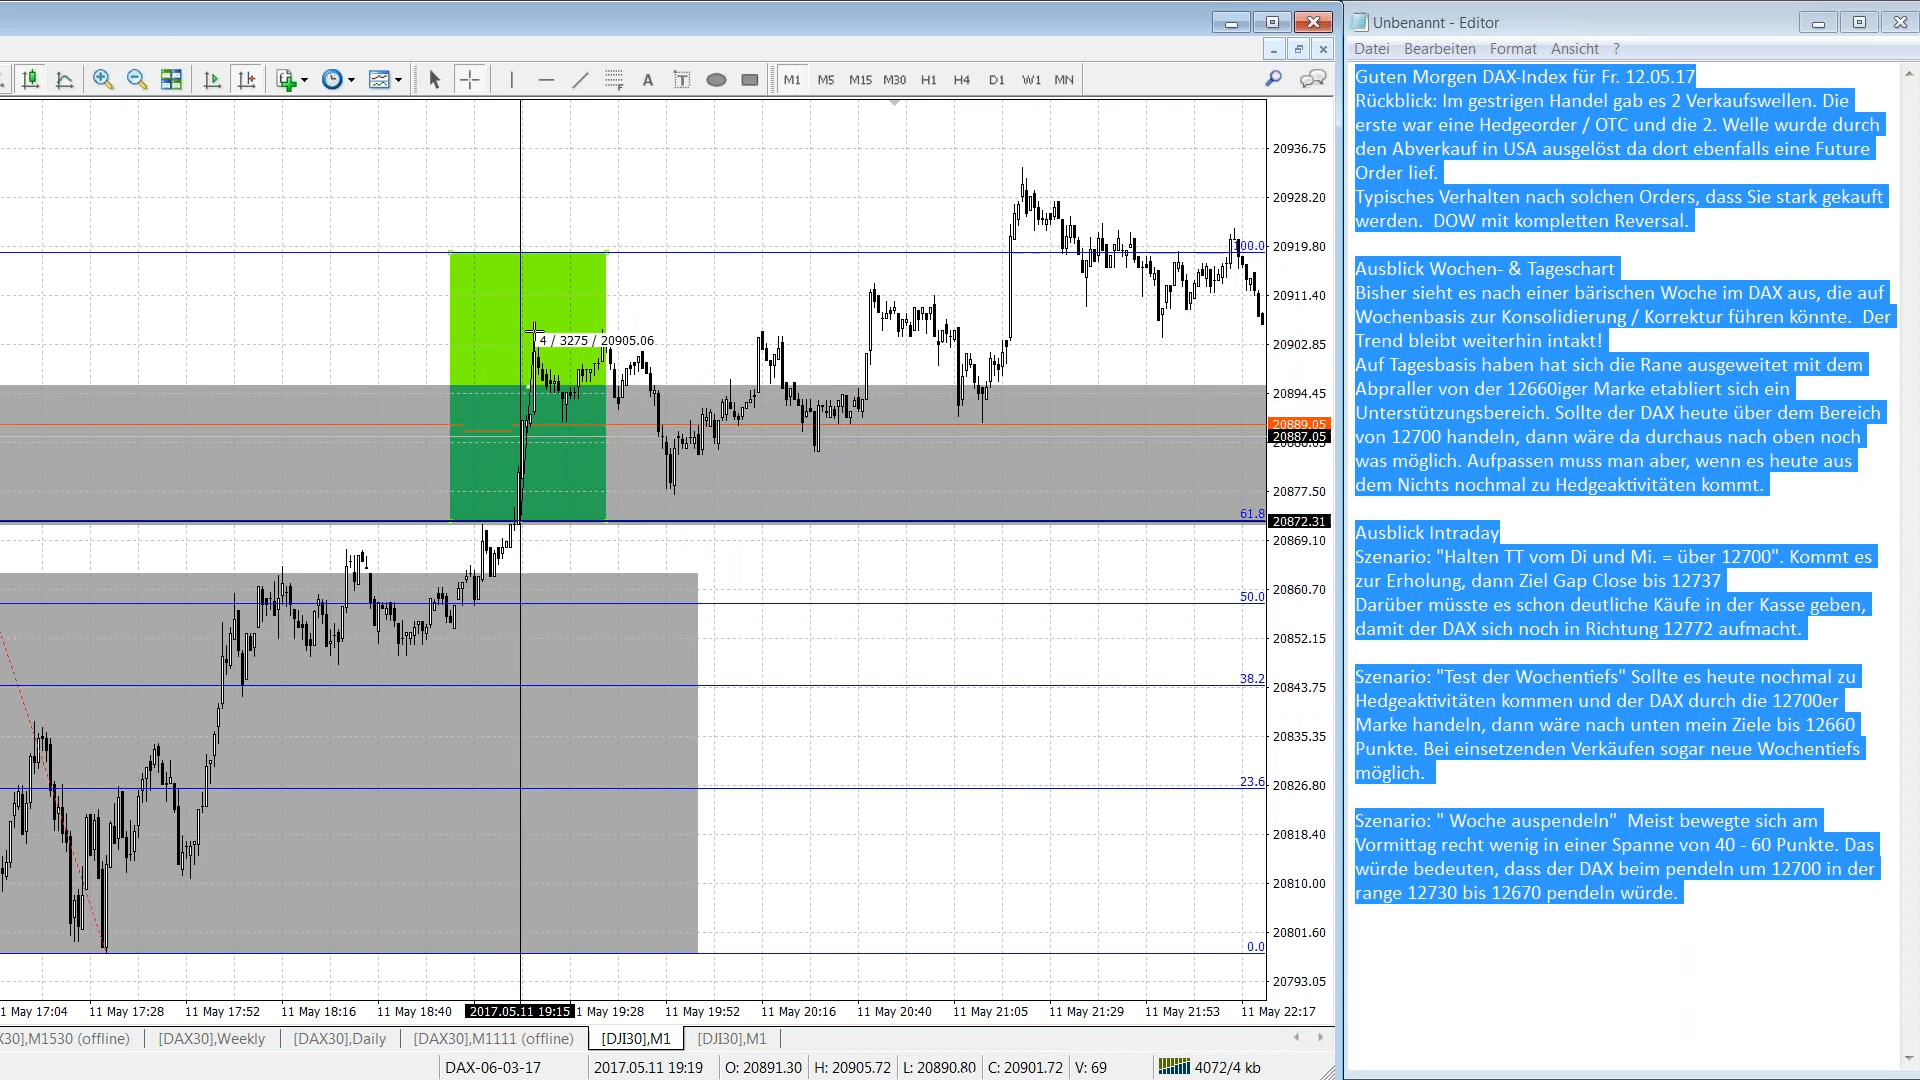 Unbenannt - Editor
Datei Bearbeiten Format Ansicht ?
A T M1 M5 M15 M30 H1 H4 D1 W1 MN
Guten Morgen DAX-Index für Fr. 12.05.17
Rückblick: Im gestrigen Handel gab es 2 Verkaufswellen. Die
erste war eine Hedgeorder / OTC und die 2. Welle wurde durch
den Abverkauf in USA ausgelöst da dort ebenfalls eine Future
Order lief.
Typisches Verhalten nach solchen Orders, dass Sie stark gekauft
werden.  DOW mit kompletten Reversal.
Ausblick Wochen- & Tageschart
Bisher sieht es nach einer bärischen Woche im DAX aus, die auf
Wochenbasis zur Konsolidierung / Korrektur führen könnte.  Der
Trend bleibt weiterhin intakt!
Auf Tagesbasis haben hat sich die Rane ausgeweitet mit dem
Abpraller von der 12660iger Marke etabliert sich ein
Unterstützungsbereich. Sollte der DAX heute über dem Bereich
von 12700 handeln, dann wäre da durchaus nach oben noch
was möglich. Aufpassen muss man aber, wenn es heute aus
dem Nichts nochmal zu Hedgeaktivitäten kommt.
Ausblick Intraday
Szenario: "Halten TT vom Di und Mi. = über 12700". Kommt es
zur Erholung, dann Ziel Gap Close bis 12737
Darüber müsste es schon deutliche Käufe in der Kasse geben,
damit der DAX sich noch in Richtung 12772 aufmacht.
Szenario: "Test der Wochentiefs" Sollte es heute nochmal zu
Hedgeaktivitäten kommen und der DAX durch die 12700er
Marke handeln, dann wäre nach unten mein Ziele bis 12660
Punkte. Bei einsetzenden Verkäufen sogar neue Wochentiefs
möglich.
Szenario: " Woche auspendeln"  Meist bewegte sich am
Vormittag recht wenig in einer Spanne von 40 - 60 Punkte. Das
würde bedeuten, dass der DAX beim pendeln um 12700 in der
range 12730 bis 12670 pendeln würde.
20936.75
20928.20
100.0 20919.80
20911.40
4 / 3275 / 20905.06
20902.85
20894.45
20889.05
20887.05
20877.50
61.8 20872.31
20869.10
50.0 20860.70
20852.15
38.2 20843.75
20835.35
23.6 20826.80
20818.40
20810.00
20801.60
0.0
20793.05
1 May 17:04 11 May 17:28 11 May 17:52 11 May 18:16 11 May 18:40 2017.05.11 19:15 1 May 19:28 11 May 19:52 11 May 20:16 11 May 20:40 11 May 21:05 11 May 21:29 11 May 21:53 11 May 22:17
X30],M1530 (offline) [DAX30],Weekly [DAX30],Daily [DAX30],M1111 (offline) [DJI30],M1 [DJI30],M1
DAX-06-03-17 2017.05.11 19:19 O: 20891.30 H: 20905.72 L: 20890.80 C: 20901.72 V: 69 4072/4 kb